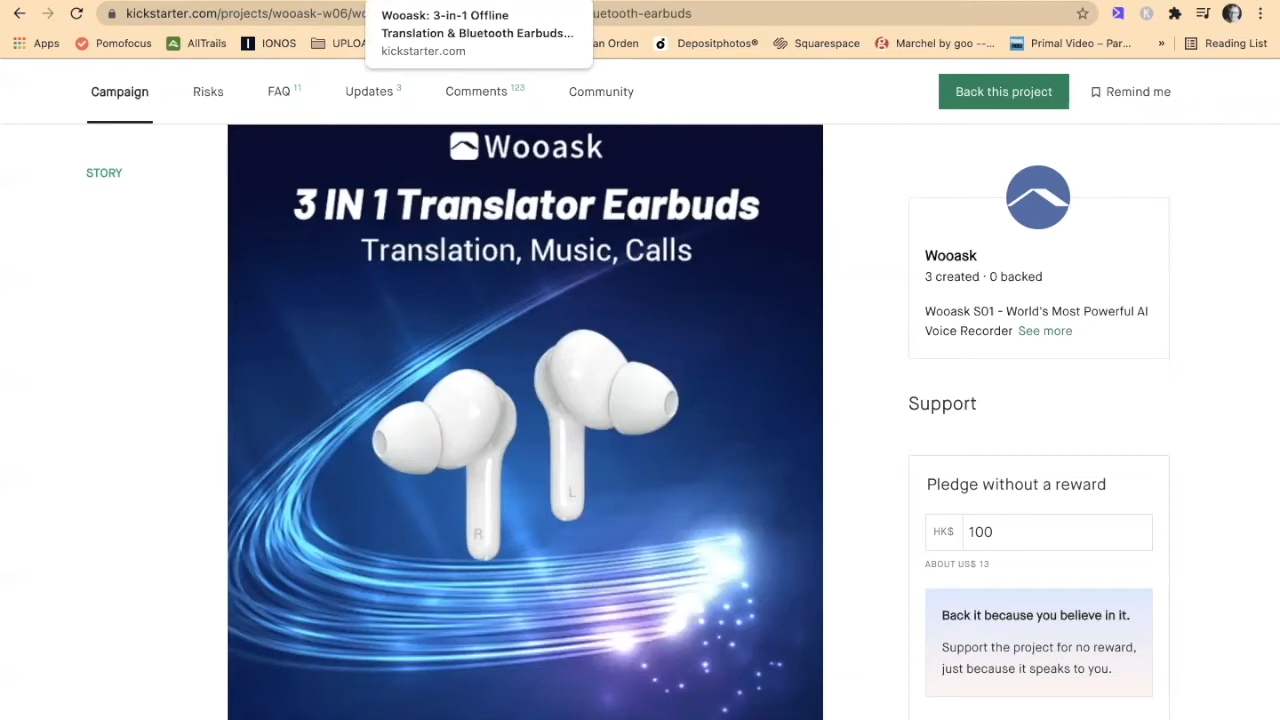 kickstarter.com/projects/wooask-w06/wo
uetooth-earbuds
Wooask: 3-in-1 Offline
Translation & Bluetooth Earbuds...
kickstarter.com
Apps
Pomofocus
AllTrails
IONOS
UPLOA
an Orden
Depositphotos®
Squarespace
Marchel by goo --...
Primal Video – Par...
»
Reading List
Campaign
Risks
FAQ 11
Updates 3
Comments 123
Community
Back this project
Remind me
STORY
Wooask
3 IN 1 Translator Earbuds
Translation, Music, Calls
R
L
Wooask
3 created · 0 backed
Wooask S01 - World's Most Powerful AI
Voice Recorder See more
Support
Pledge without a reward
HK$ 100
ABOUT US$ 13
Back it because you believe in it.
Support the project for no reward,
just because it speaks to you.